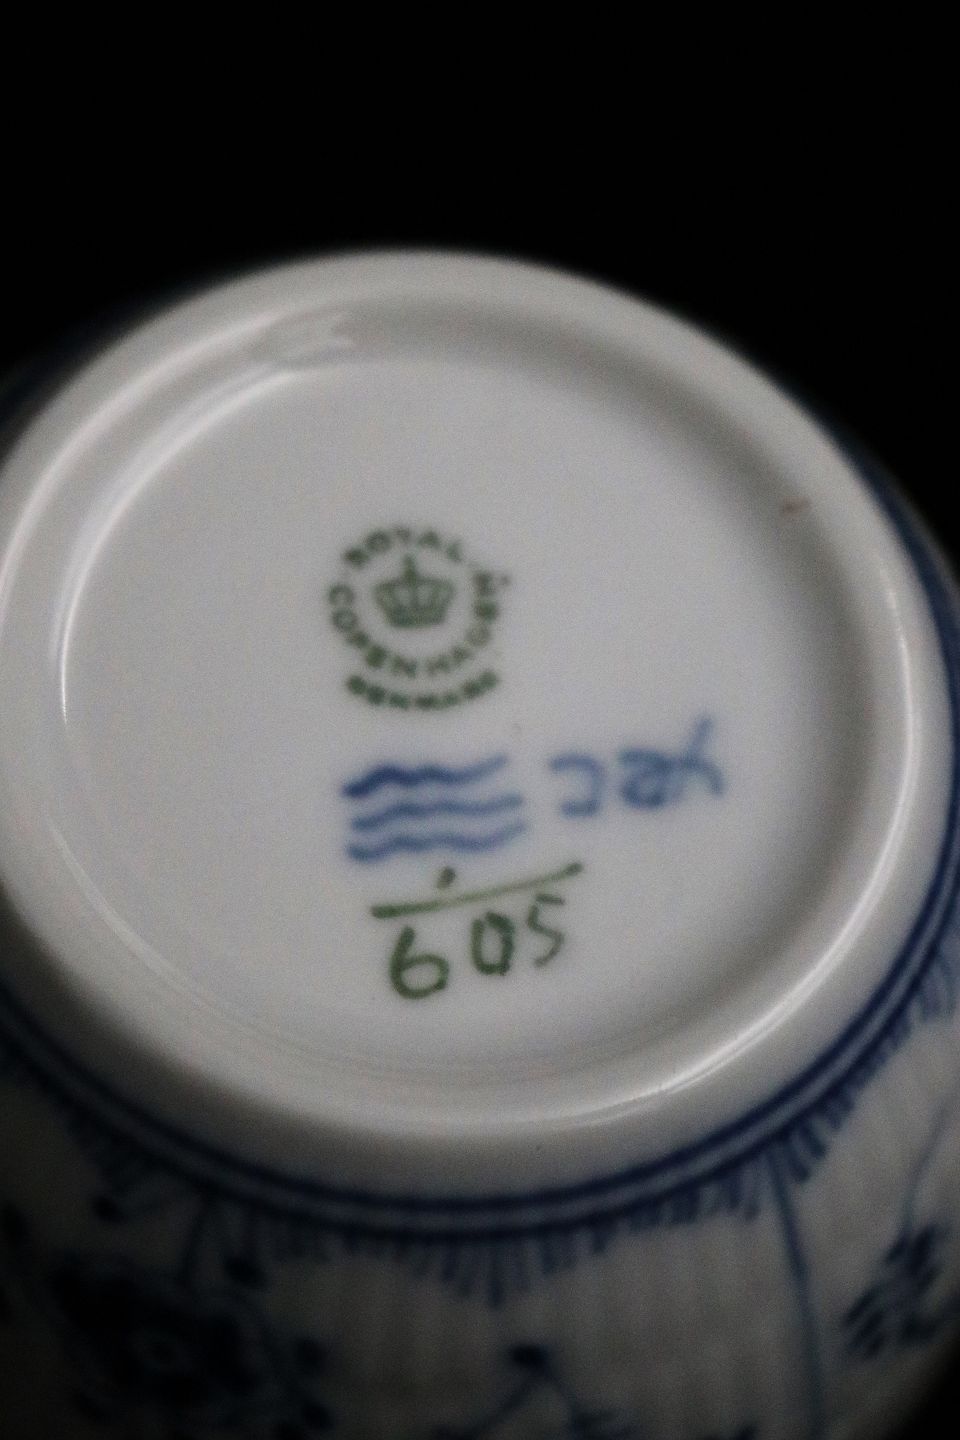 ROYAL
COPENHAGEN
DENMARK
1
605